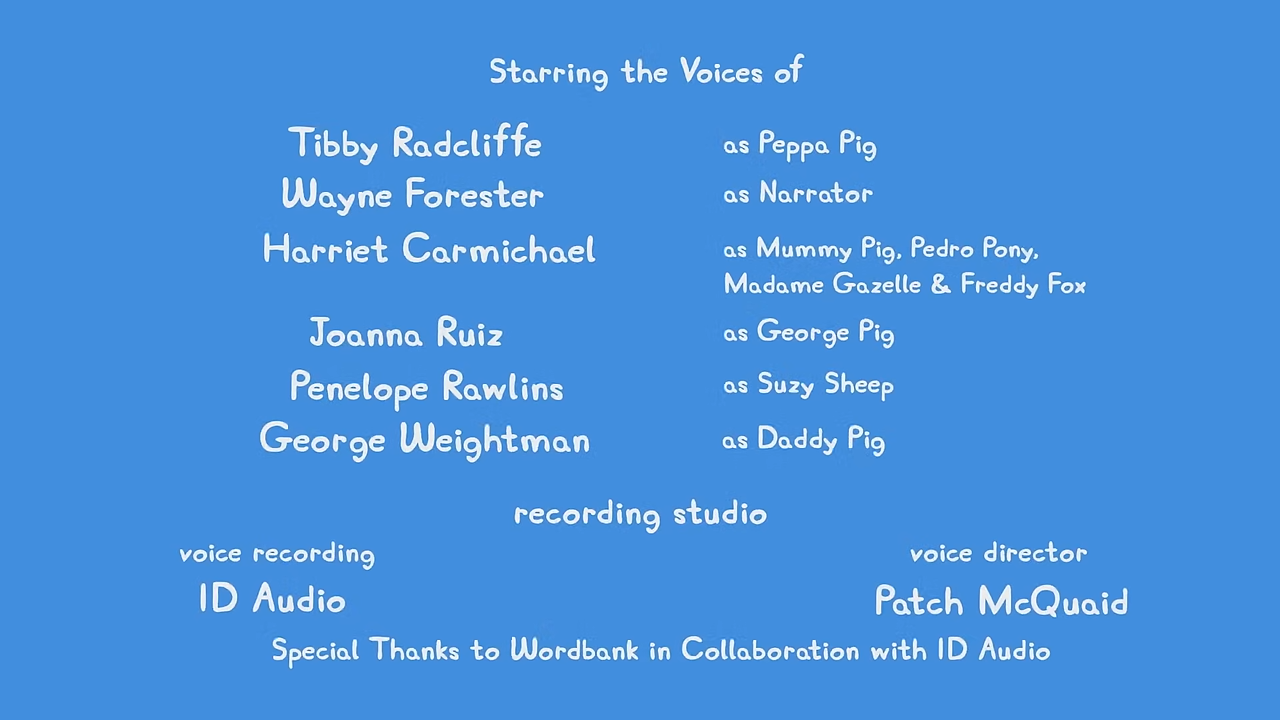 Starring the Voices of
Tibby Radcliffe as Peppa Pig
Wayne Forester as Narrator
Harriet Carmichael as Mummy Pig, Pedro Pony,
Madame Gazelle & Freddy Fox
Joanna Ruiz as George Pig
Penelope Rawlins as Suzy Sheep
George Weightman as Daddy Pig
recording studio
voice recording voice director
ID Audio Patch McQuaid
Special Thanks to Wordbank in Collaboration with ID Audio